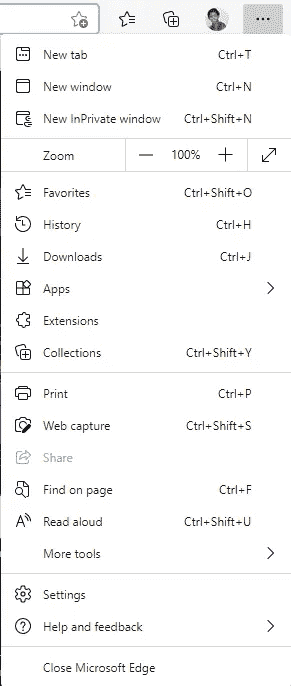 New tab Ctrl+T
New window Ctrl+N
New InPrivate window Ctrl+Shift+N
Zoom — 100% +
Favorites Ctrl+Shift+O
History Ctrl+H
Downloads Ctrl+J
Apps
Extensions
Collections Ctrl+Shift+Y
Print Ctrl+P
Web capture Ctrl+Shift+S
Share
Find on page Ctrl+F
Read aloud Ctrl+Shift+U
More tools
Settings
Help and feedback
Close Microsoft Edge